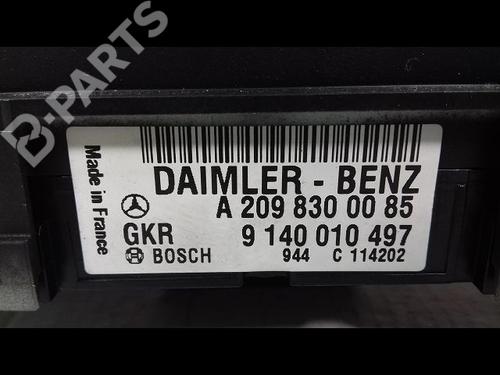 B-PARTS
Made in France
DAIMLER - BENZ
A 209 830 00 85
GKR 9 140 010 497
BOSCH 944 C 114202